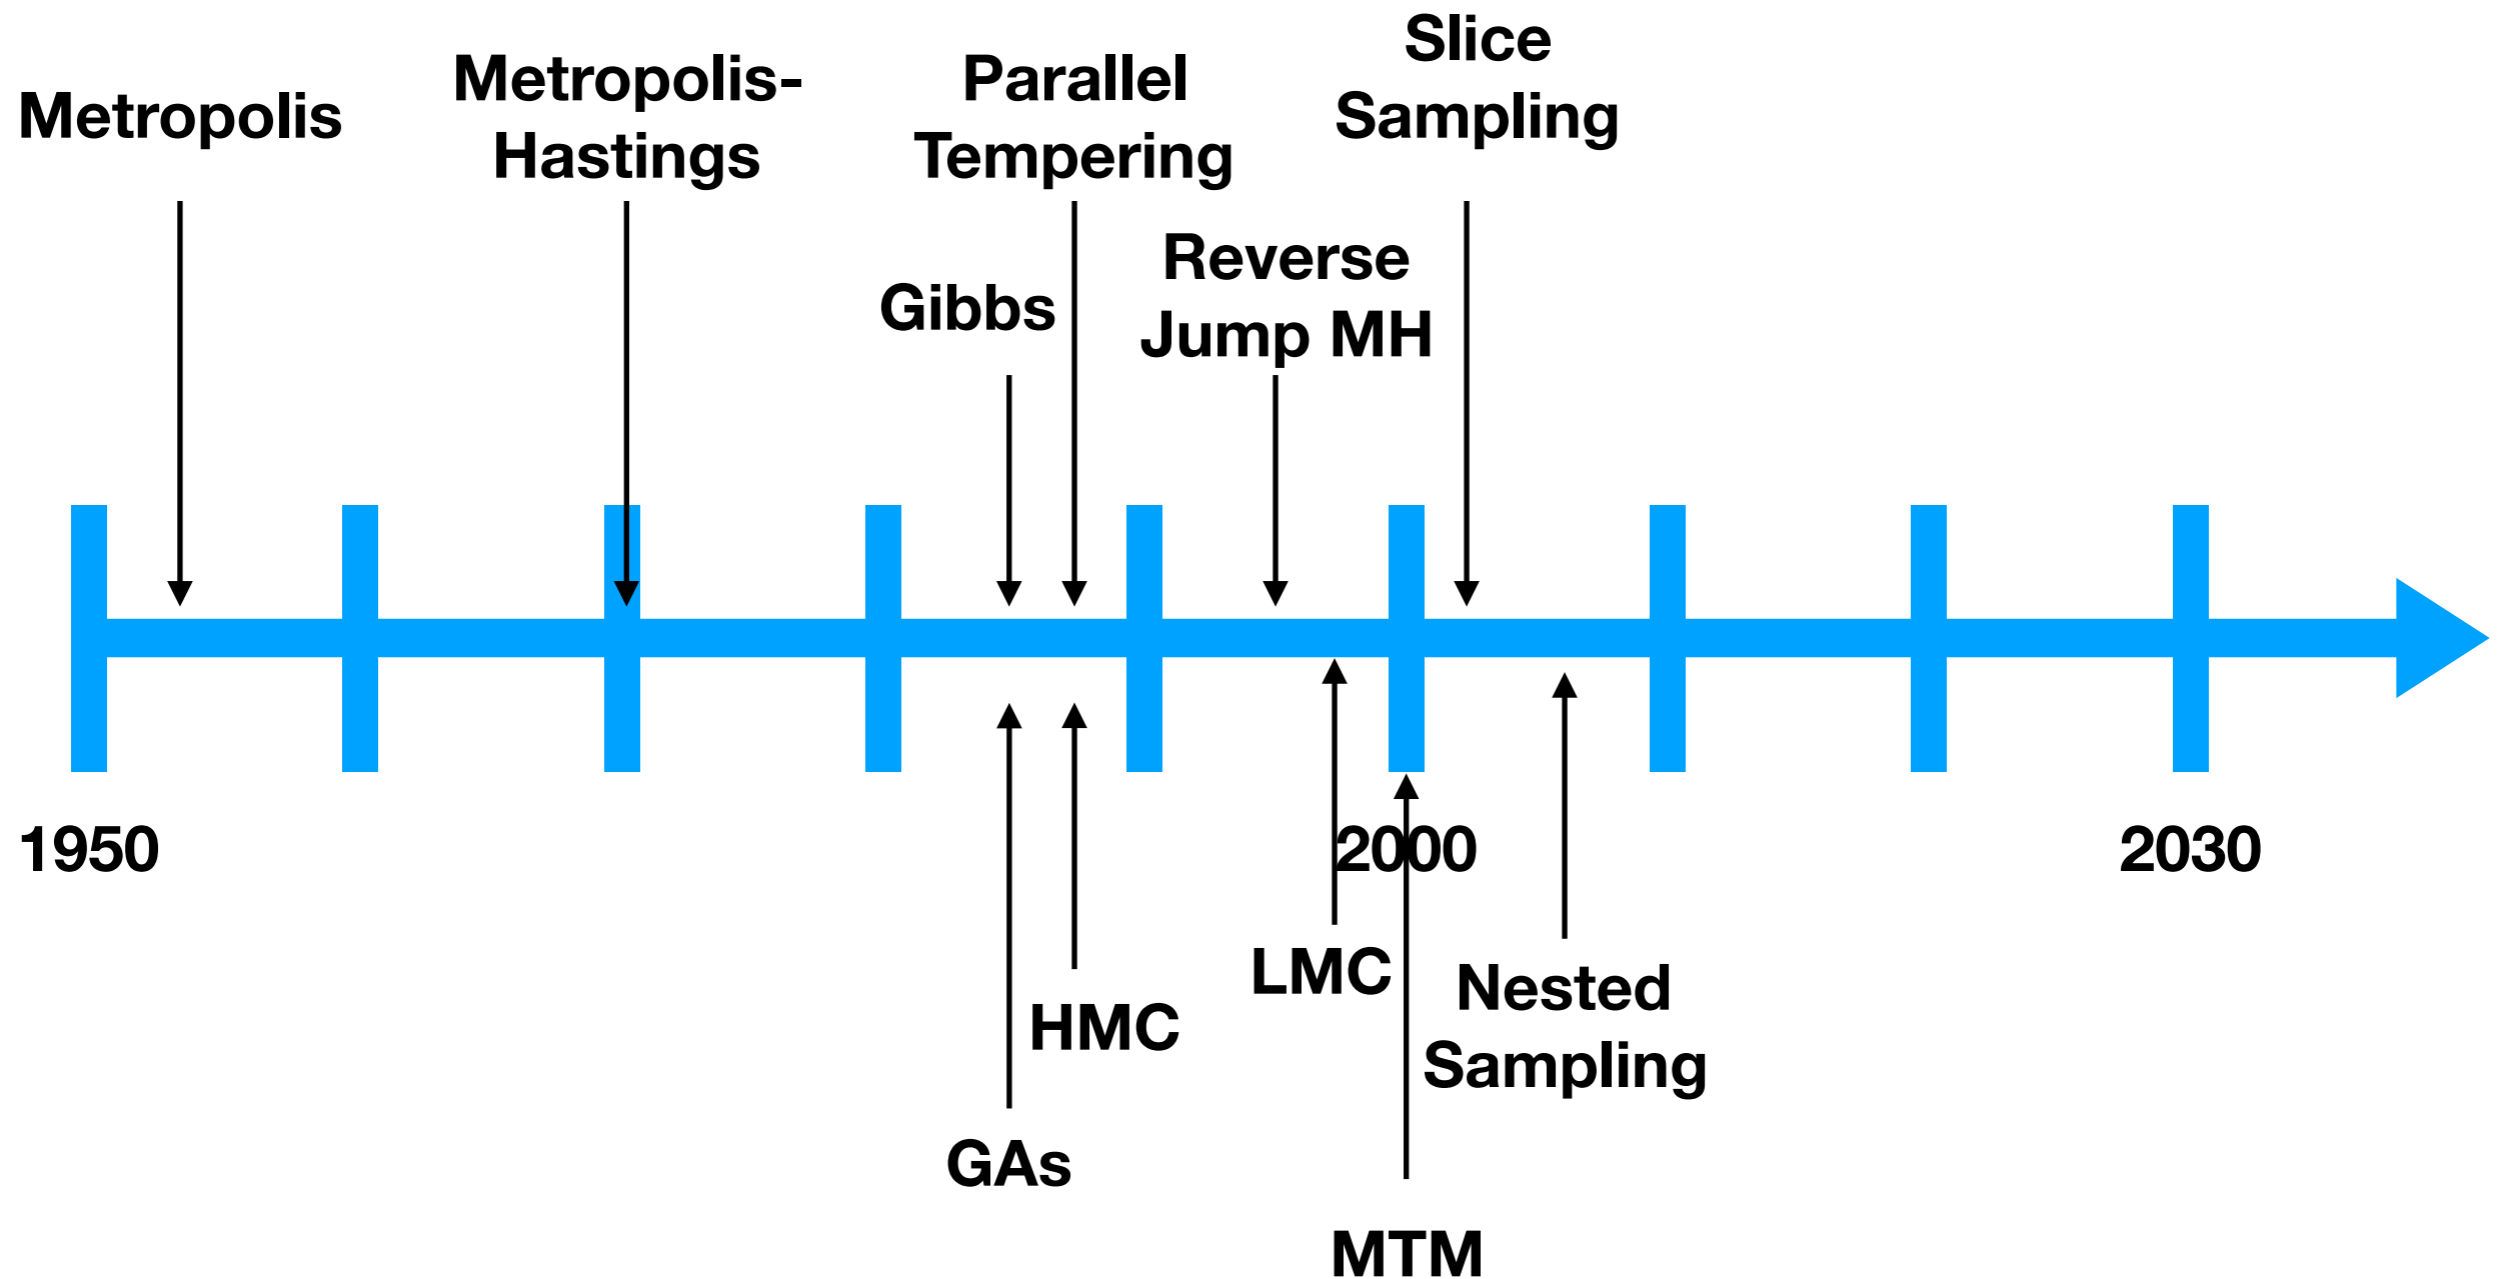 Metropolis
Metropolis-
Hastings
Parallel
Tempering
Slice
Sampling
Gibbs
Reverse
Jump MH
1950
2000
2030
LMC
Nested
Sampling
HMC
GAs
MTM